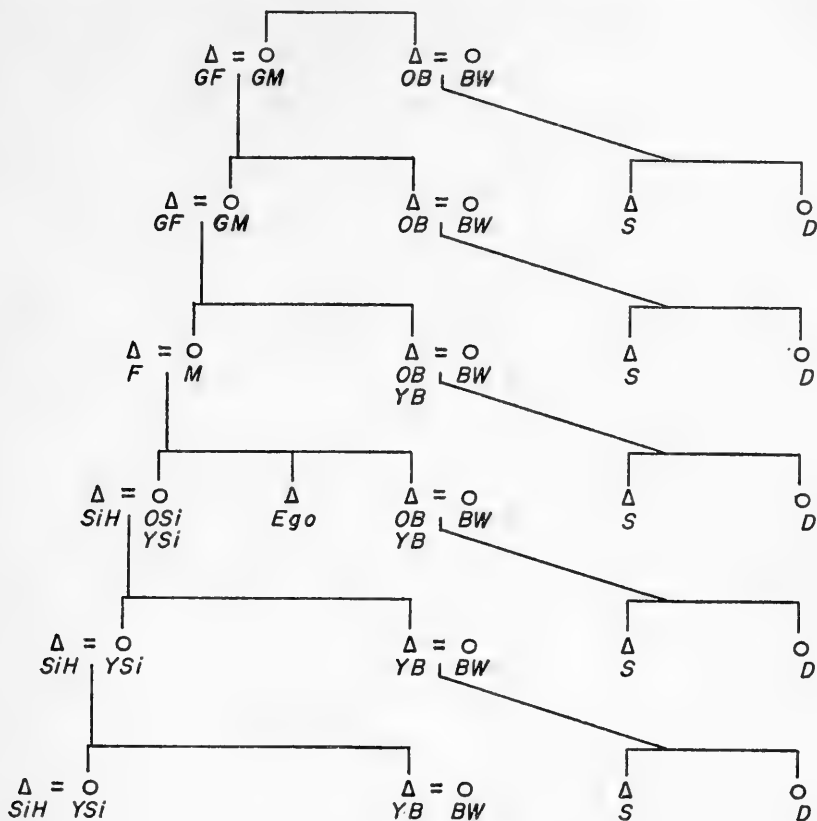 GF GM OB BW
S D
GF GM OB BW
S D
F M OB BW
YB
S D
SiH OSi Ego OB BW
YSi YB
S D
SiH YSi YB BW
S D
SiH YSi YB BW
S D